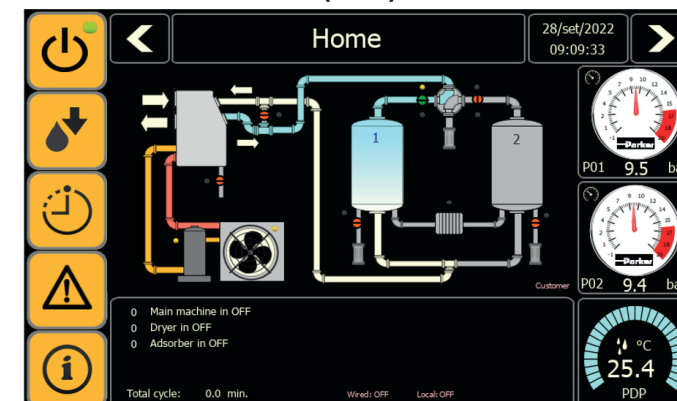 Home
28/set/2022
09:09:33
1
2
Customer
Parker
P01 9.5 ba
Parker
P02 9.4 ba
°C
25.4
PDP
0 Main machine in OFF
0 Dryer in OFF
0 Adsorber in OFF
Total cycle: 0.0 min.
Wired: OFF Local: OFF